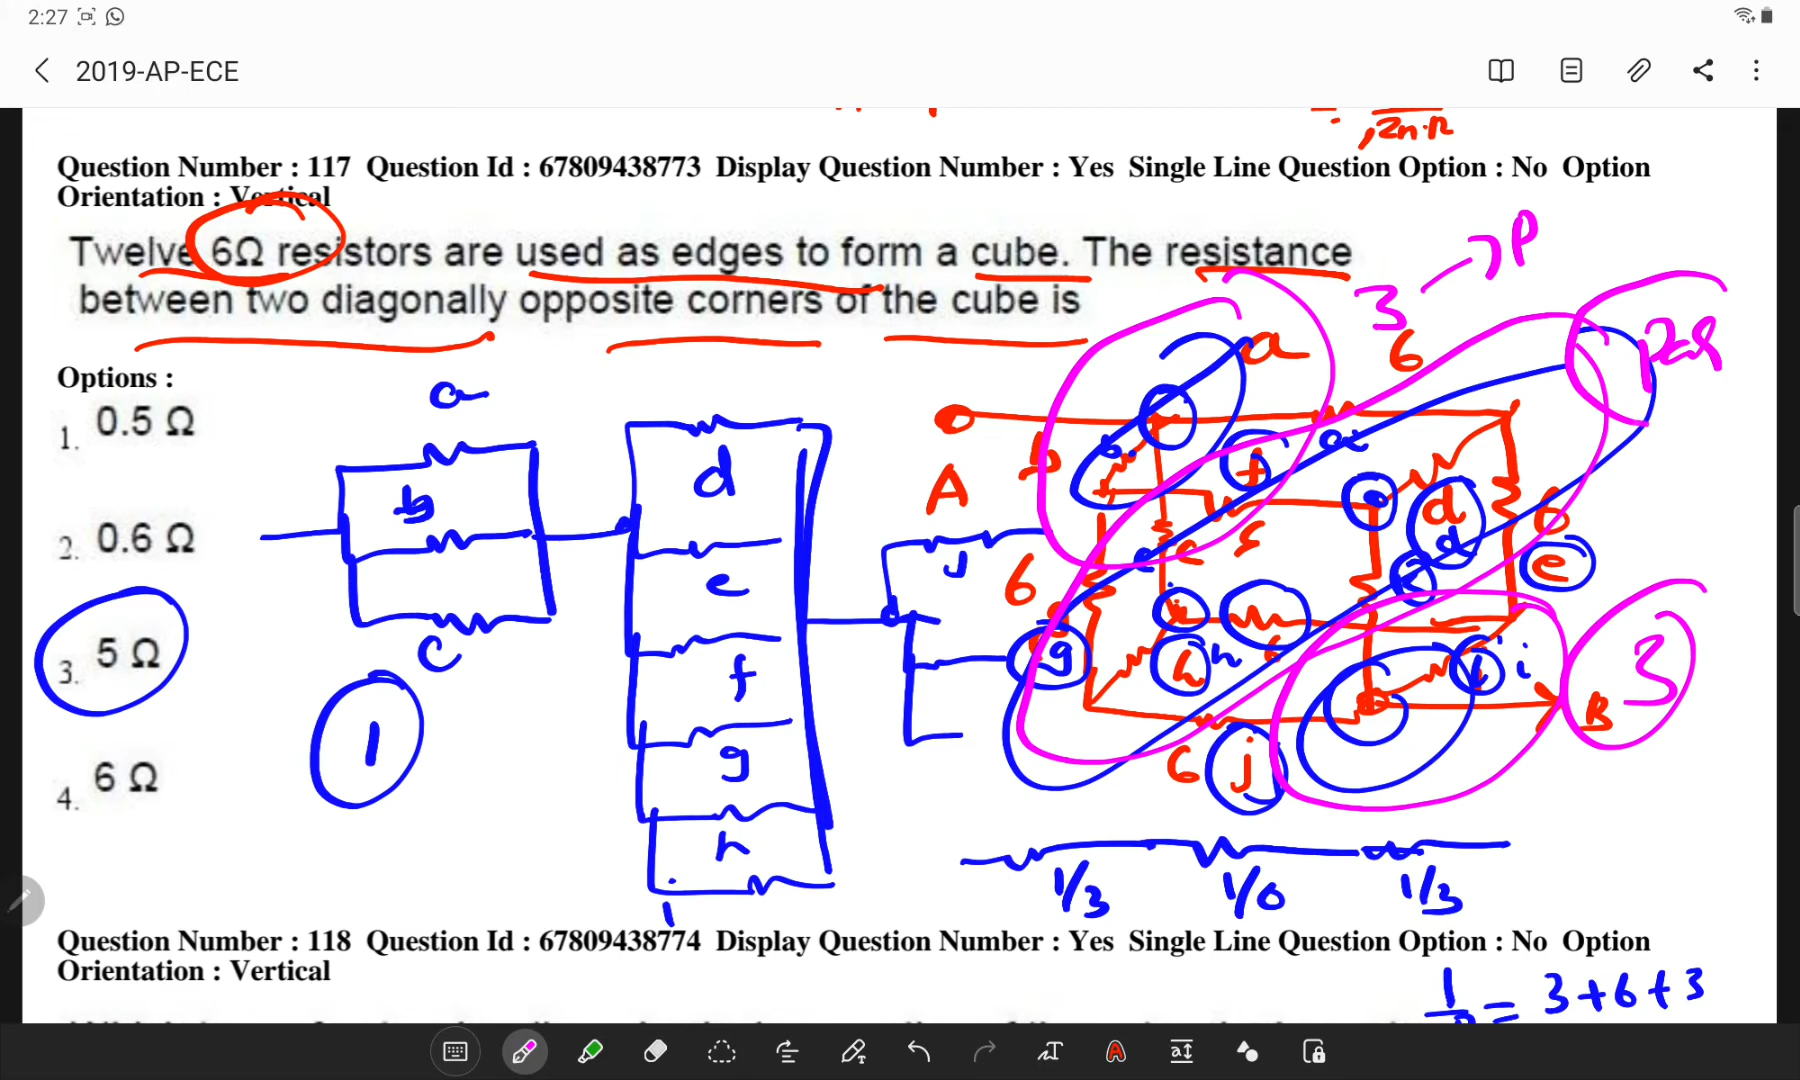 2:27
2019-AP-ECE
Question Number : 117 Question Id : 67809438773 Display Question Number : Yes Single Line Question Option : No Option
Orientation : Vertical
Twelve 6Ω resistors are used as edges to form a cube. The resistance
between two diagonally opposite corners of the cube is
3 P
6
a
Options :
1. 0.5 Ω
2. 0.6 Ω
3. 5 Ω
4. 6 Ω
a
b
c
1
d
e
f
g
h
j
A
B
6
f
d
e
g
h
i
j
6
3
1/3 1/6 1/3
Question Number : 118 Question Id : 67809438774 Display Question Number : Yes Single Line Question Option : No Option
Orientation : Vertical
= 3+6+3